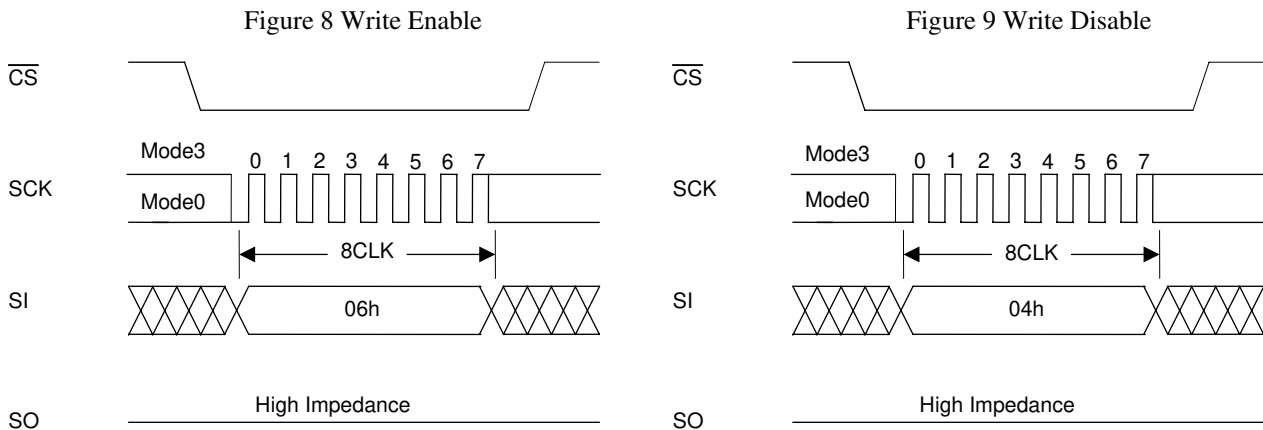 Figure 8 Write Enable
CS
Mode3
0 1 2 3 4 5 6 7
SCK
Mode0
8CLK
SI
06h
High Impedance
SO
Figure 9 Write Disable
CS
Mode3
0 1 2 3 4 5 6 7
SCK
Mode0
8CLK
SI
04h
High Impedance
SO